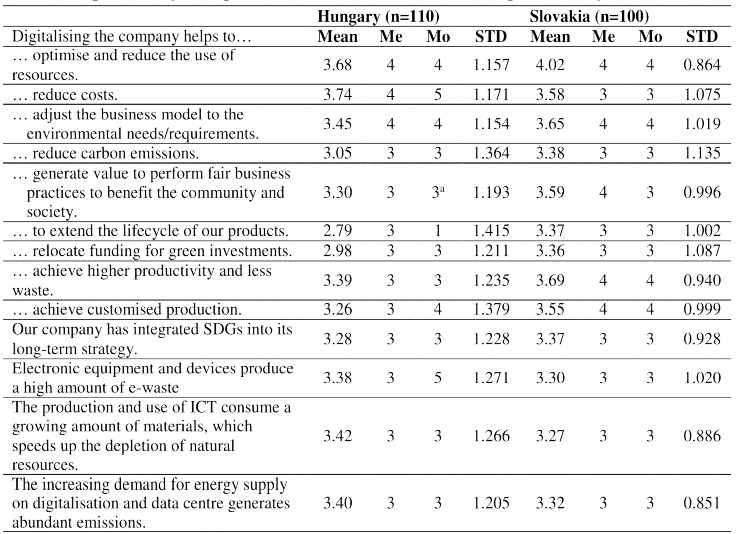 Hungary (n=110) Slovakia (n=100)
Digitalising the company helps to… Mean Me Mo STD Mean Me Mo STD
… optimise and reduce the use of
resources. 3.68 4 4 1.157 4.02 4 4 0.864
… reduce costs. 3.74 4 5 1.171 3.58 3 3 1.075
… adjust the business model to the
environmental needs/requirements. 3.45 4 4 1.154 3.65 4 4 1.019
… reduce carbon emissions. 3.05 3 3 1.364 3.38 3 3 1.135
… generate value to perform fair business
practices to benefit the community and 3.30 3 3ᵃ 1.193 3.59 4 3 0.996
society.
… to extend the lifecycle of our products. 2.79 3 1 1.415 3.37 3 3 1.002
… relocate funding for green investments. 2.98 3 3 1.211 3.36 3 3 1.087
… achieve higher productivity and less
waste. 3.39 3 3 1.235 3.69 4 4 0.940
… achieve customised production. 3.26 3 4 1.379 3.55 4 4 0.999
Our company has integrated SDGs into its
long-term strategy. 3.28 3 3 1.228 3.37 3 3 0.928
Electronic equipment and devices produce
a high amount of e-waste 3.38 3 5 1.271 3.30 3 3 1.020
The production and use of ICT consume a
growing amount of materials, which
speeds up the depletion of natural 3.42 3 3 1.266 3.27 3 3 0.886
resources.
The increasing demand for energy supply
on digitalisation and data centre generates 3.40 3 3 1.205 3.32 3 3 0.851
abundant emissions.